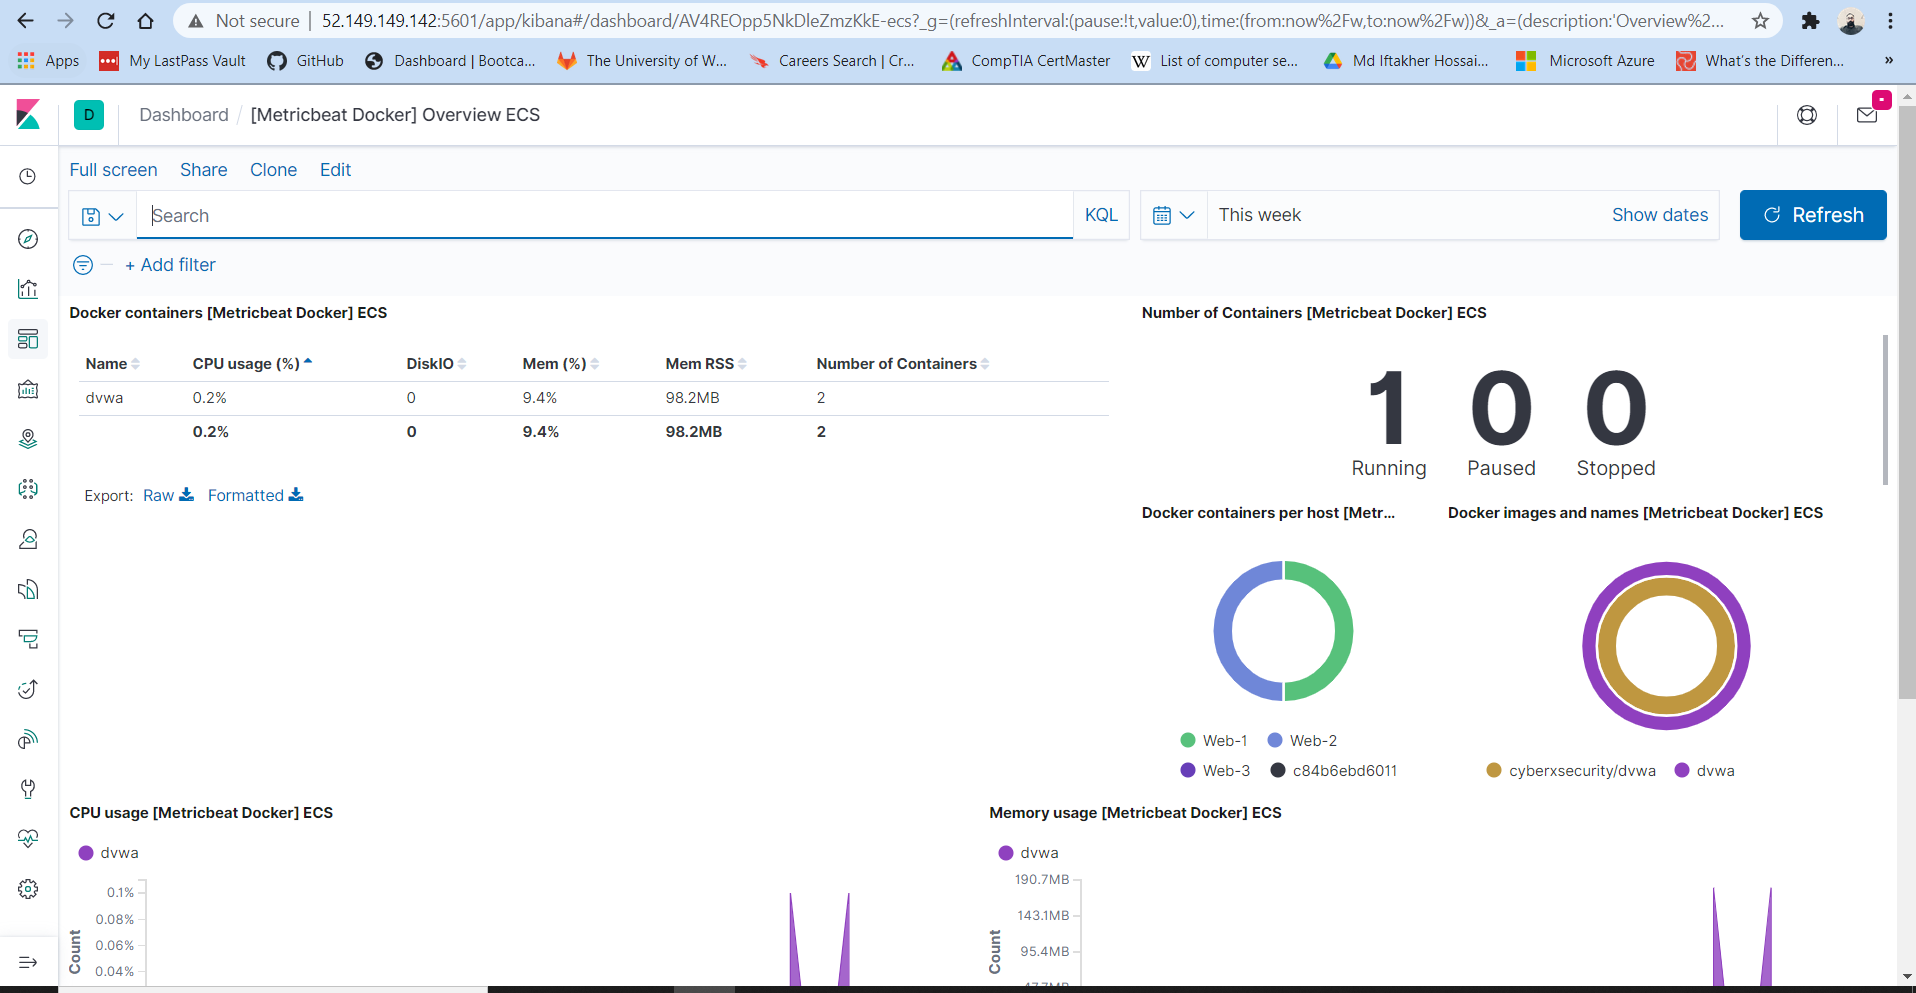 Not secure | 52.149.149.142:5601/app/kibana#/dashboard/AV4REOpp5NkDleZmzKkE-ecs?_g=(refreshInterval:(pause:!t,value:0),time:(from:now%2Fw,to:now%2Fw))&_a=(description:'Overview%2...
Apps My LastPass Vault GitHub Dashboard | Bootca... The University of W... Careers Search | Cr... CompTIA CertMaster List of computer se... Md Iftakher Hossai... Microsoft Azure What's the Differen... »
D Dashboard / [Metricbeat Docker] Overview ECS
Full screen Share Clone Edit
Search KQL This week Show dates Refresh
+ Add filter
Docker containers [Metricbeat Docker] ECS
Name CPU usage (%) DiskIO Mem (%) Mem RSS Number of Containers
dvwa 0.2% 0 9.4% 98.2MB 2
0.2% 0 9.4% 98.2MB 2
Export: Raw Formatted
Number of Containers [Metricbeat Docker] ECS
1 0 0
Running Paused Stopped
Docker containers per host [Metr...
Web-1 Web-2
Web-3 c84b6ebd6011
Docker images and names [Metricbeat Docker] ECS
cyberxsecurity/dvwa dvwa
CPU usage [Metricbeat Docker] ECS
dvwa
0.1%
0.08%
0.06%
0.04%
Count
Memory usage [Metricbeat Docker] ECS
dvwa
190.7MB
143.1MB
95.4MB
47.7MB
Count